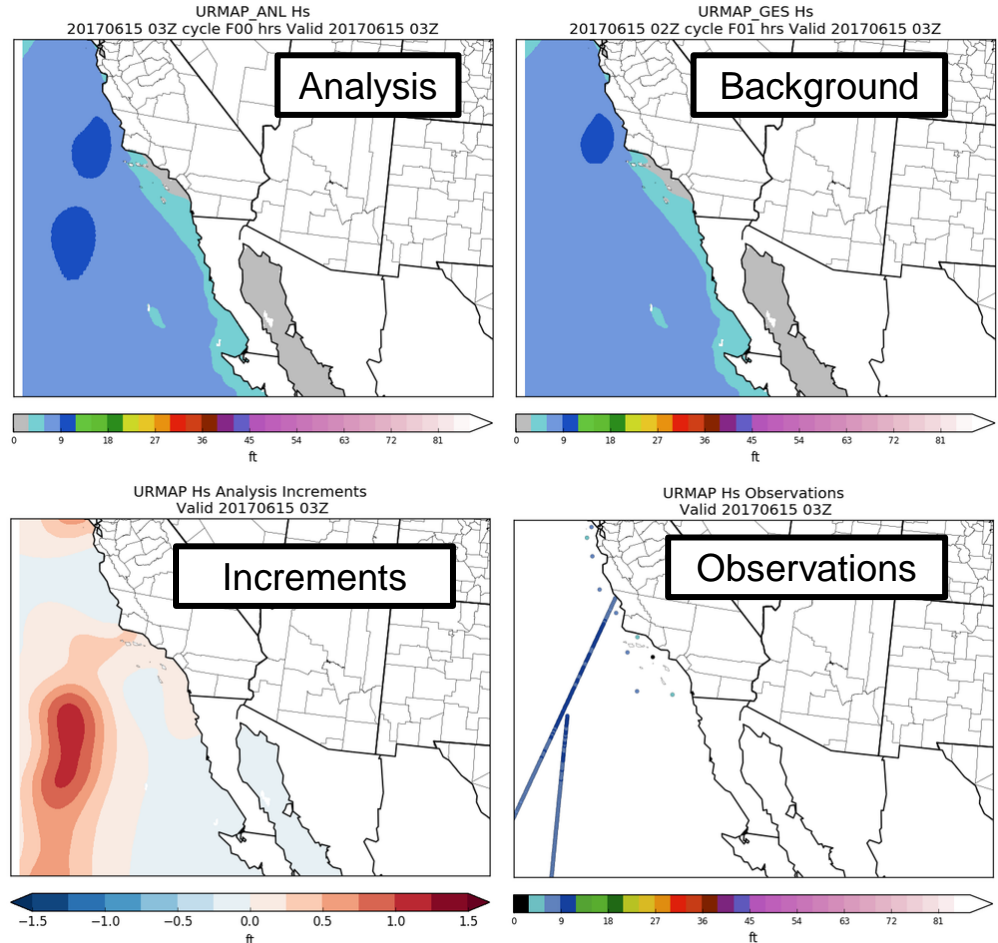 URMAP_ANL Hs
20170615 03Z cycle F00 hrs Valid 20170615 03Z
Analysis
0 9 18 27 36 45 54 63 72 81
ft
URMAP_GES Hs
20170615 02Z cycle F01 hrs Valid 20170615 03Z
Background
0 9 18 27 36 45 54 63 72 81
ft
URMAP Hs Analysis Increments
Valid 20170615 03Z
Increments
−1.5 −1.0 −0.5 0.0 0.5 1.0 1.5
ft
URMAP Hs Observations
Valid 20170615 03Z
Observations
0 9 18 27 36 45 54 63 72 81
ft